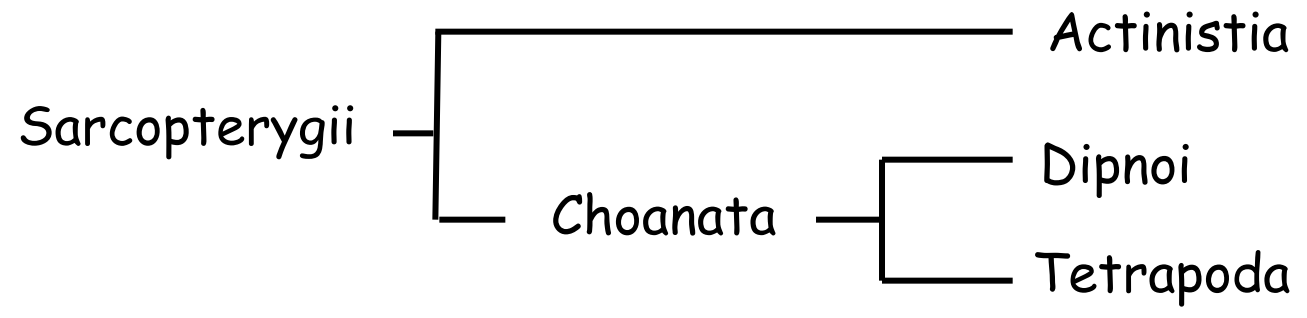 Actinistia
Sarcopterygii
Dipnoi
Choanata
Tetrapoda